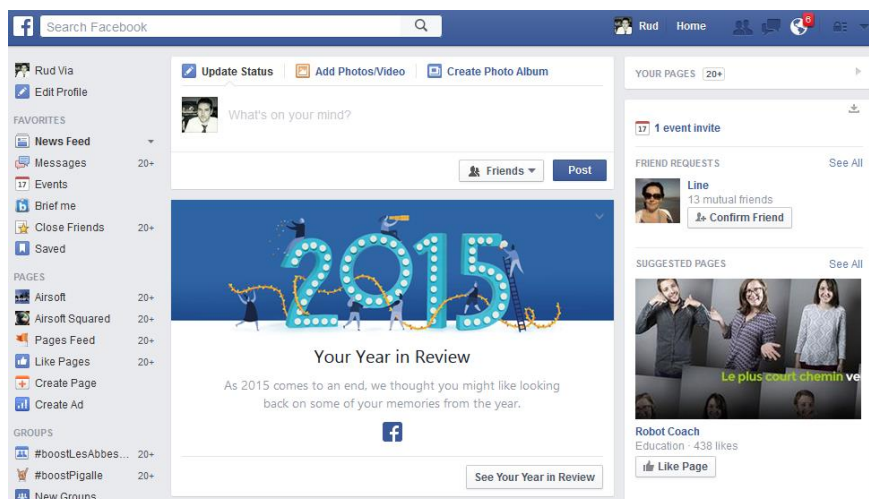 Search Facebook
Rud
Home
6
Rud Via
Edit Profile
FAVORITES
News Feed
Messages 20+
17 Events
Brief me
Close Friends 20+
Saved
PAGES
Airsoft 20+
Airsoft Squared 20+
Pages Feed 20+
Like Pages 20+
Create Page
Create Ad
GROUPS
#boostLesAbbes... 20+
#boostPigalle 20+
New Groups
Update Status
Add Photos/Video
Create Photo Album
What's on your mind?
Friends
Post
2015
Your Year in Review
As 2015 comes to an end, we thought you might like looking
back on some of your memories from the year.
See Your Year in Review
YOUR PAGES 20+
17 1 event invite
FRIEND REQUESTS See All
Line
13 mutual friends
Confirm Friend
SUGGESTED PAGES See All
Le plus court chemin ve
Robot Coach
Education · 438 likes
Like Page